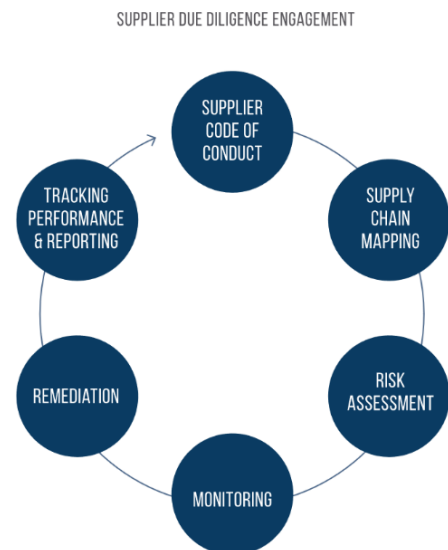 SUPPLIER DUE DILIGENCE ENGAGEMENT
SUPPLIER
CODE OF
CONDUCT
SUPPLY
CHAIN
MAPPING
RISK
ASSESSMENT
MONITORING
REMEDIATION
TRACKING
PERFORMANCE
& REPORTING